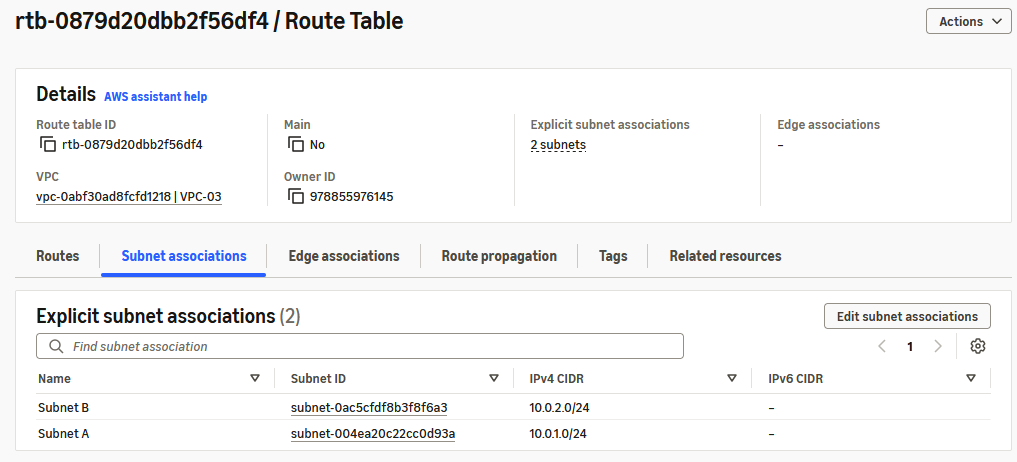 rtb-0879d20dbb2f56df4 / Route Table
Actions
Details AWS assistant help
Route table ID
rtb-0879d20dbb2f56df4
Main
No
Explicit subnet associations
2 subnets
Edge associations
–
VPC
vpc-0abf30ad8fcfd1218 | VPC-03
Owner ID
978855976145
Routes Subnet associations Edge associations Route propagation Tags Related resources
Explicit subnet associations (2)
Edit subnet associations
Find subnet association
1
Name Subnet ID IPv4 CIDR IPv6 CIDR
Subnet B subnet-0ac5cfdf8b3f8f6a3 10.0.2.0/24 –
Subnet A subnet-004ea20c22cc0d93a 10.0.1.0/24 –